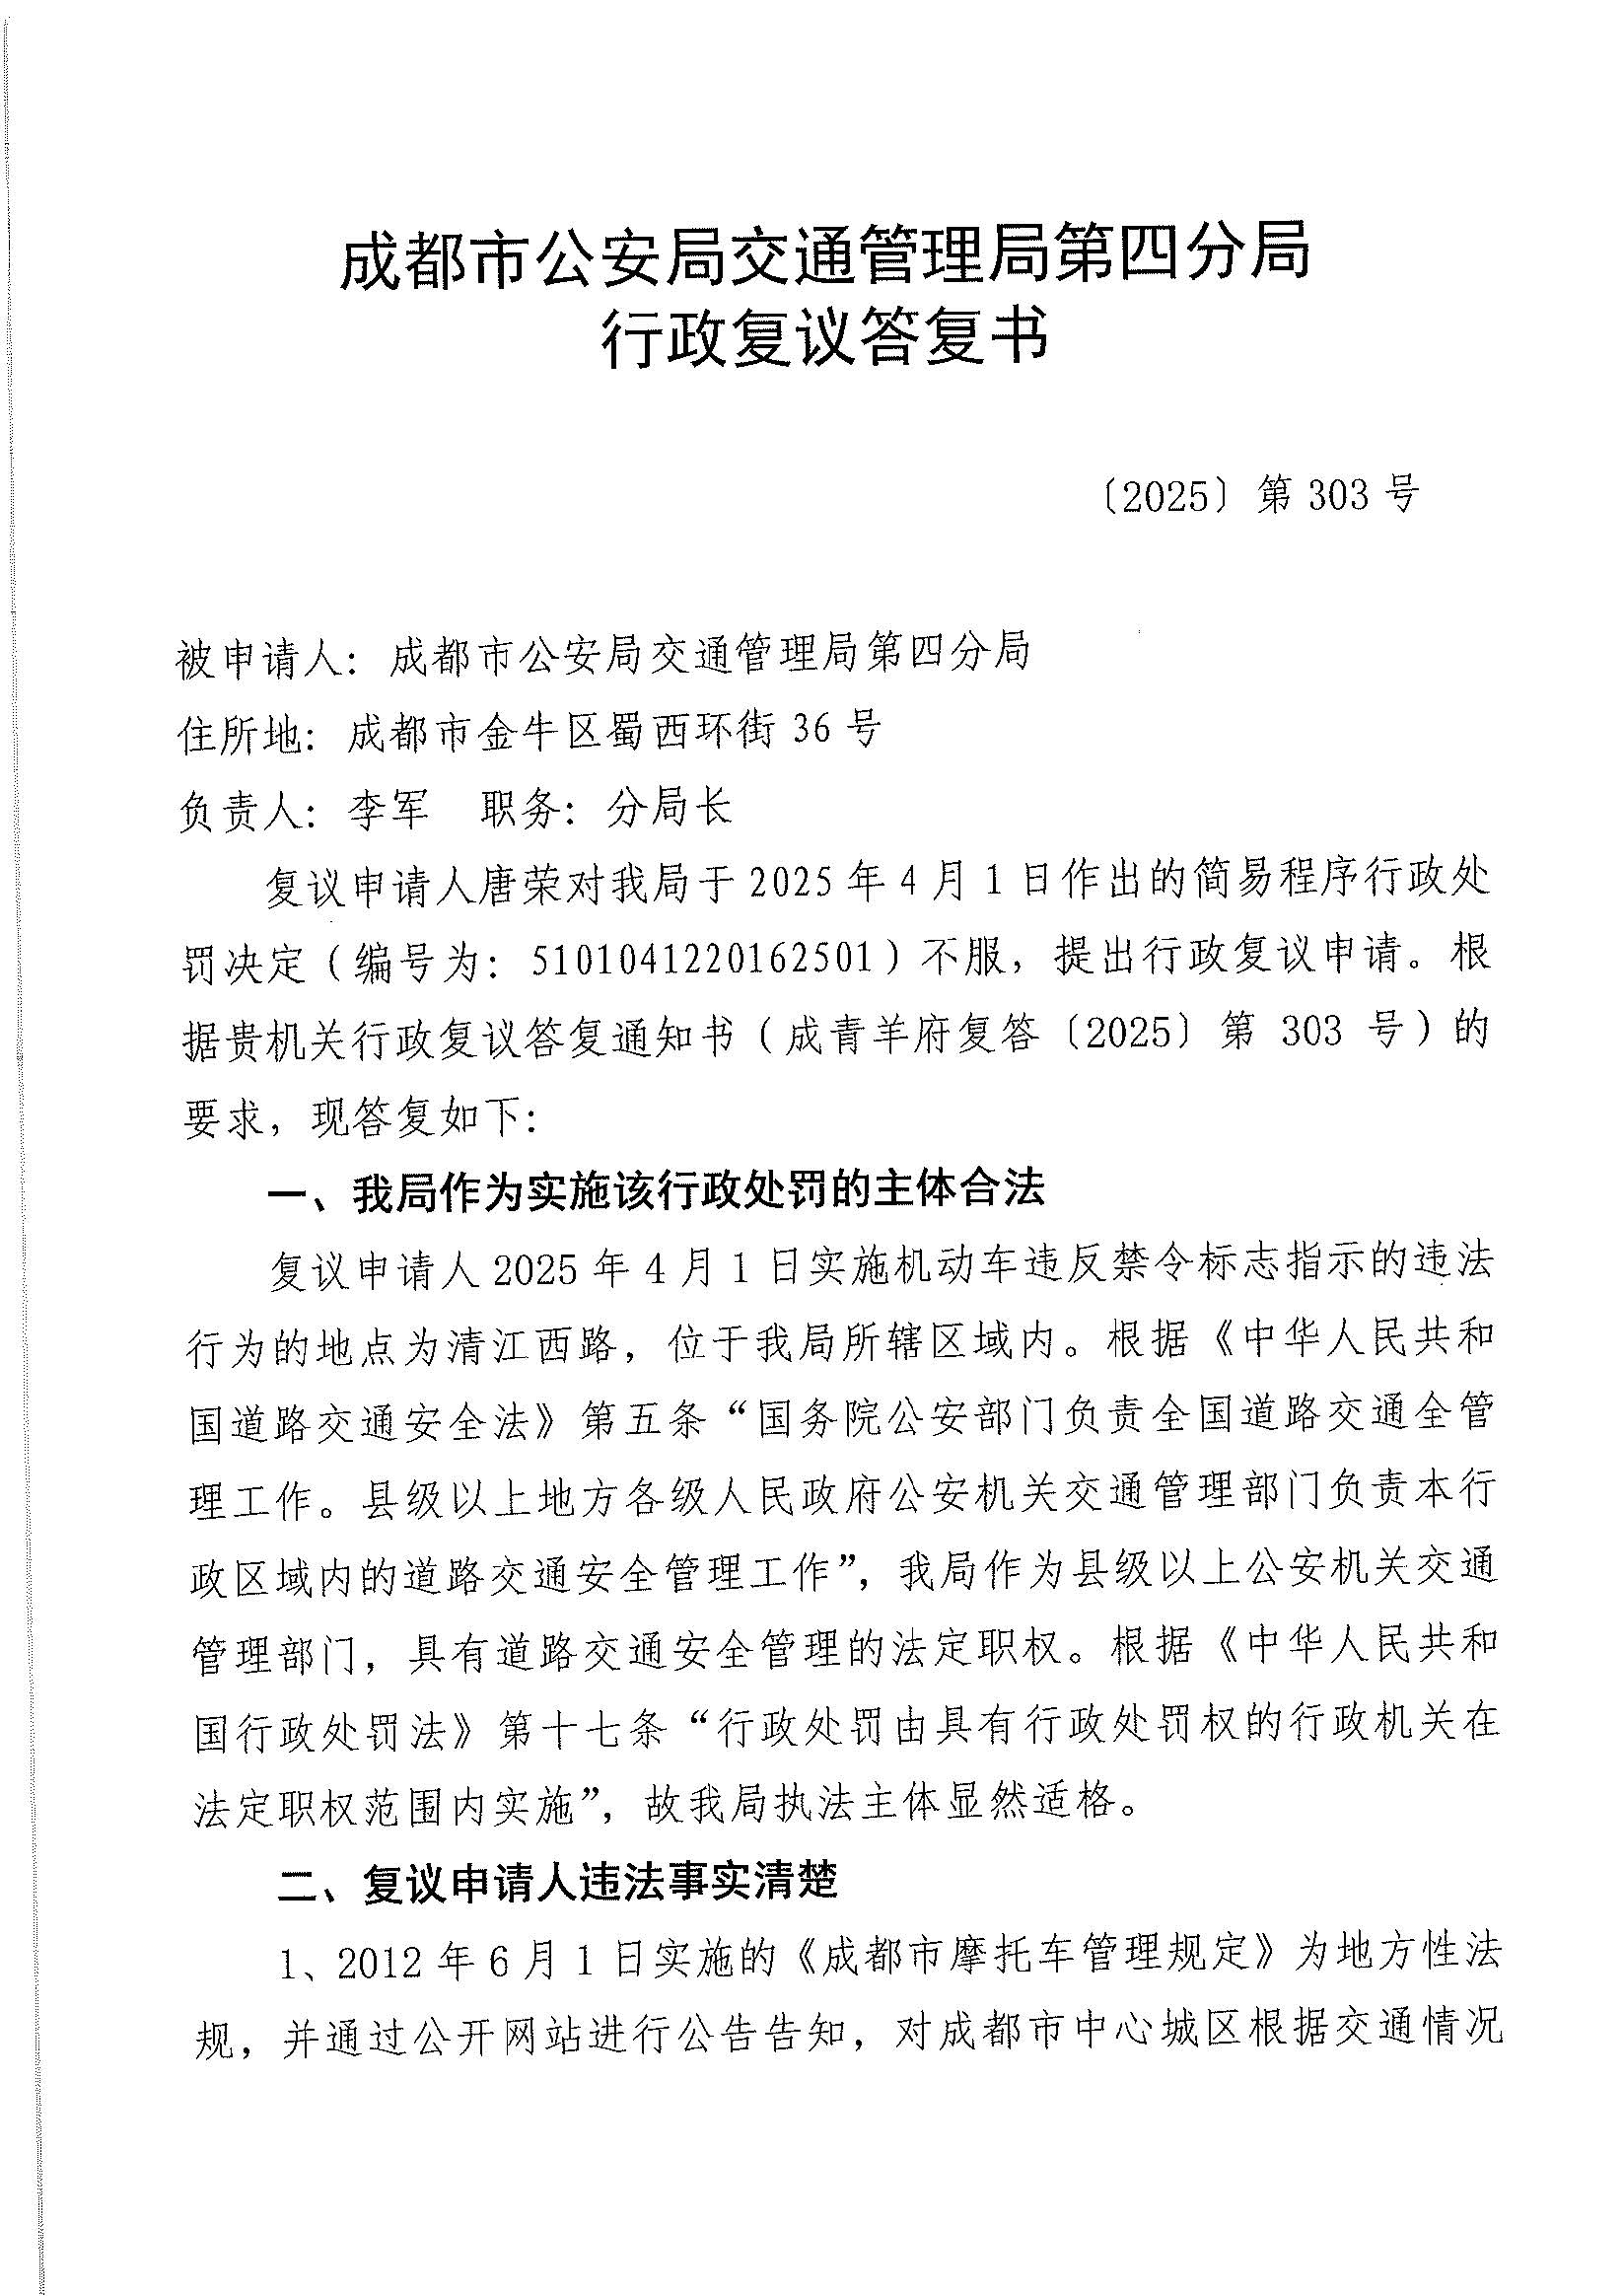 成都市公安局交通管理局第四分局
行政复议答复书
〔2025〕第 303 号
被申请人：成都市公安局交通管理局第四分局
住所地：成都市金牛区蜀西环街 36 号
负责人：李军　职务：分局长
复议申请人唐荣对我局于 2025 年 4 月 1 日作出的简易程序行政处
罚决定（编号为：5101041220162501）不服，提出行政复议申请。根
据贵机关行政复议答复通知书（成青羊府复答〔2025〕第 303 号）的
要求，现答复如下：
一、我局作为实施该行政处罚的主体合法
复议申请人 2025 年 4 月 1 日实施机动车违反禁令标志指示的违法
行为的地点为清江西路，位于我局所辖区域内。根据《中华人民共和
国道路交通安全法》第五条“国务院公安部门负责全国道路交通全管
理工作。县级以上地方各级人民政府公安机关交通管理部门负责本行
政区域内的道路交通安全管理工作”，我局作为县级以上公安机关交通
管理部门，具有道路交通安全管理的法定职权。根据《中华人民共和
国行政处罚法》第十七条“行政处罚由具有行政处罚权的行政机关在
法定职权范围内实施”，故我局执法主体显然适格。
二、复议申请人违法事实清楚
1、2012 年 6 月 1 日实施的《成都市摩托车管理规定》为地方性法
规，并通过公开网站进行公告告知，对成都市中心城区根据交通情况